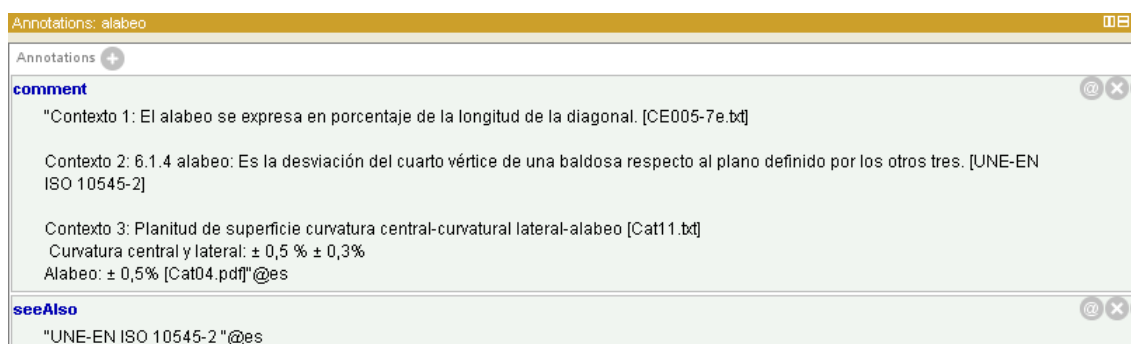 Annotations: alabeo
Annotations
comment
"Contexto 1: El alabeo se expresa en porcentaje de la longitud de la diagonal. [CE005-7e.txt]
Contexto 2: 6.1.4 alabeo: Es la desviación del cuarto vértice de una baldosa respecto al plano definido por los otros tres. [UNE-EN
ISO 10545-2]
Contexto 3: Planitud de superficie curvatura central-curvatural lateral-alabeo [Cat11.txt]
Curvatura central y lateral: ± 0,5 % ± 0,3%
Alabeo: ± 0,5% [Cat04.pdf]"@es
seeAlso
"UNE-EN ISO 10545-2 "@es